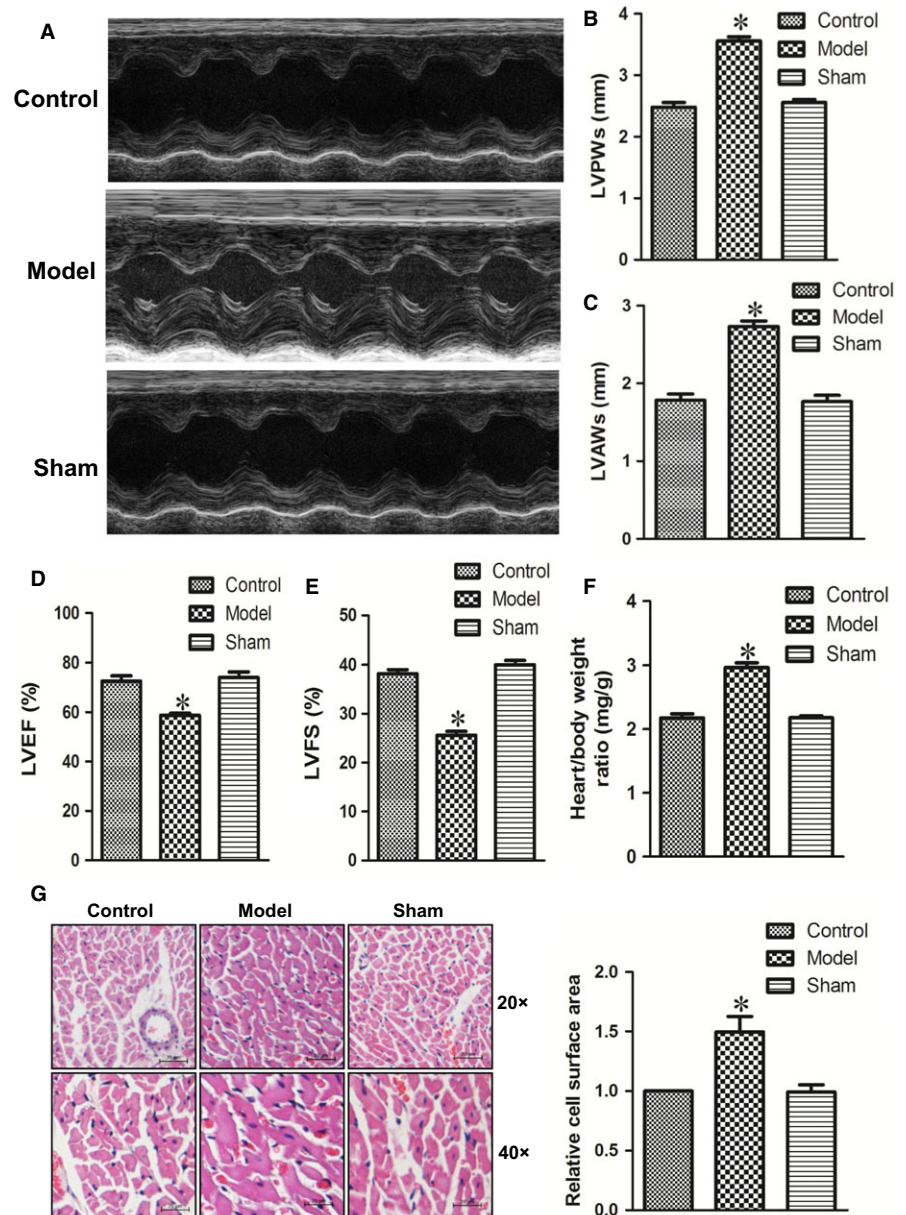 A
Control
Model
Sham
B
Control
Model
Sham
LVPWs (mm)
4
3
2
1
0
*
C
Control
Model
Sham
LVAWs (mm)
3
2
1
0
*
D
Control
Model
Sham
LVEF (%)
100
80
60
40
20
0
*
E
Control
Model
Sham
LVFS (%)
50
40
30
20
10
0
*
F
Control
Model
Sham
Heart/body weight
ratio (mg/g)
4
3
2
1
0
*
G
Control Model Sham
20×
40×
Control
Model
Sham
Relative cell surface area
2.0
1.5
1.0
0.5
0.0
*